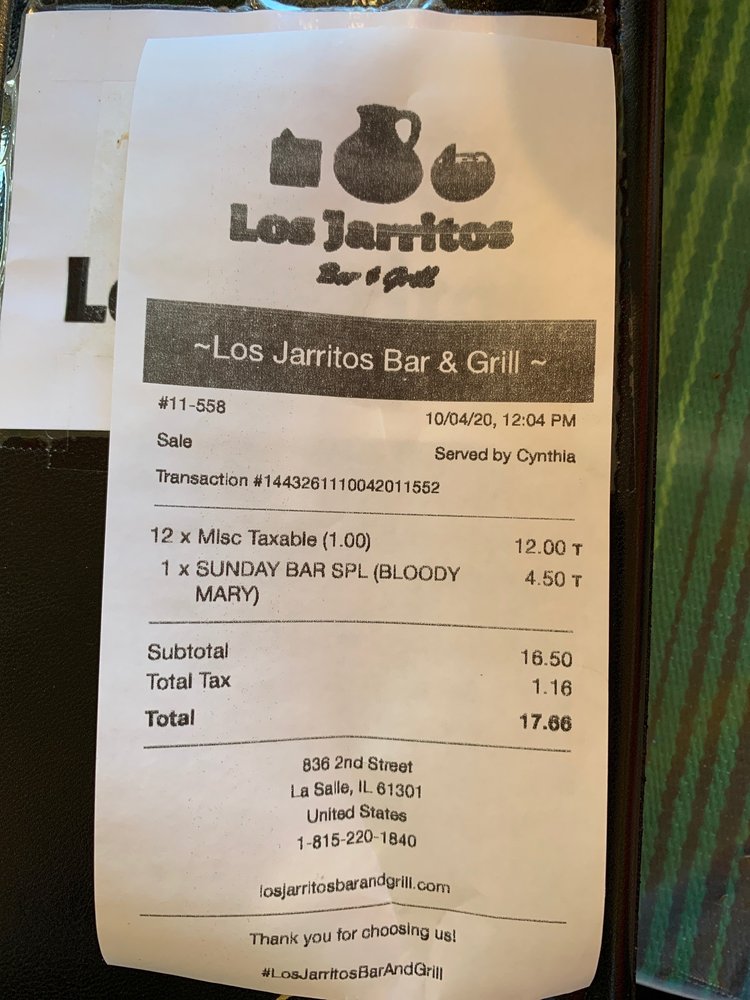 Los Jarritos
Bar & Grill
Lo
~Los Jarritos Bar & Grill ~
#11-558
10/04/20, 12:04 PM
Sale
Served by Cynthia
Transaction #1443261110042011552
12 x Misc Taxable (1.00) 12.00 T
1 x SUNDAY BAR SPL (BLOODY 4.50 T
MARY)
Subtotal 16.50
Total Tax 1.16
Total 17.66
836 2nd Street
La Salle, IL 61301
United States
1-815-220-1840
losjarritosbarandgrill.com
Thank you for choosing us!
#LosJarritosBarAndGrill